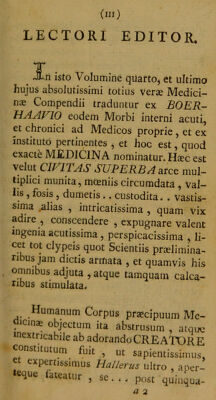 (III)
LECTORI EDITOR.
In isto Volumine quarto, et ultimo
hujus absolutissimi totius veræ Medici-
næ Compendii traduntur ex BOER-
HAAVIO eodem Morbi interni acuti,
et chronici ad Medicos proprie, et ex
instituto pertinentes, et hoc est, quod
exactè MEDICINA nominatur. Hæc est
velut CIVITAS SUPERBA arce mul-
tiplici munita, mœniis circumdata, val-
lis, fosis, dumetis.. custodita.. vastis-
sima, alias, intricatissima, quam vix
adire, conscendere, expugnare valent
ingenia acutissima, perspicacissima, li-
cet tot clypeis quot Scientiis prælimina-
ribus jam dictis armata, et quamvis his
omnibus adjuta, atque tamquam calca-
ribus stimulata.
Humanum Corpus præcipuum Me-
dicinæ objectum ita abstrusum, atque
inextricabile ab adorando CREATORE
constitutum fuit, ut sapientissimus,
et expertissimus Hallerus ultro, aper-
teque fateatur, se... post quinqua-
a 2